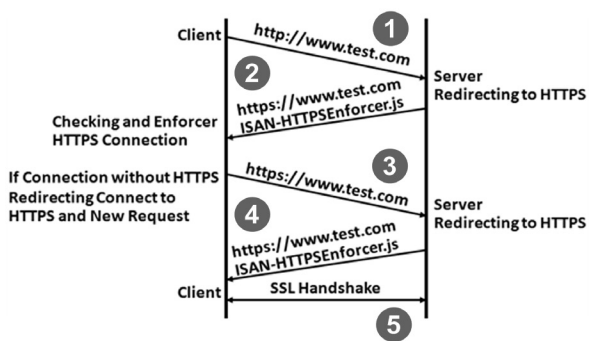 1
Client
http://www.test.com
2
Server
Redirecting to HTTPS
https://www.test.com
ISAN-HTTPSEnforcer.js
Checking and Enforcer
HTTPS Connection
3
If Connection without HTTPS
Redirecting Connect to
HTTPS and New Request
https://www.test.com
4
Server
Redirecting to HTTPS
https://www.test.com
ISAN-HTTPSEnforcer.js
Client
SSL Handshake
5